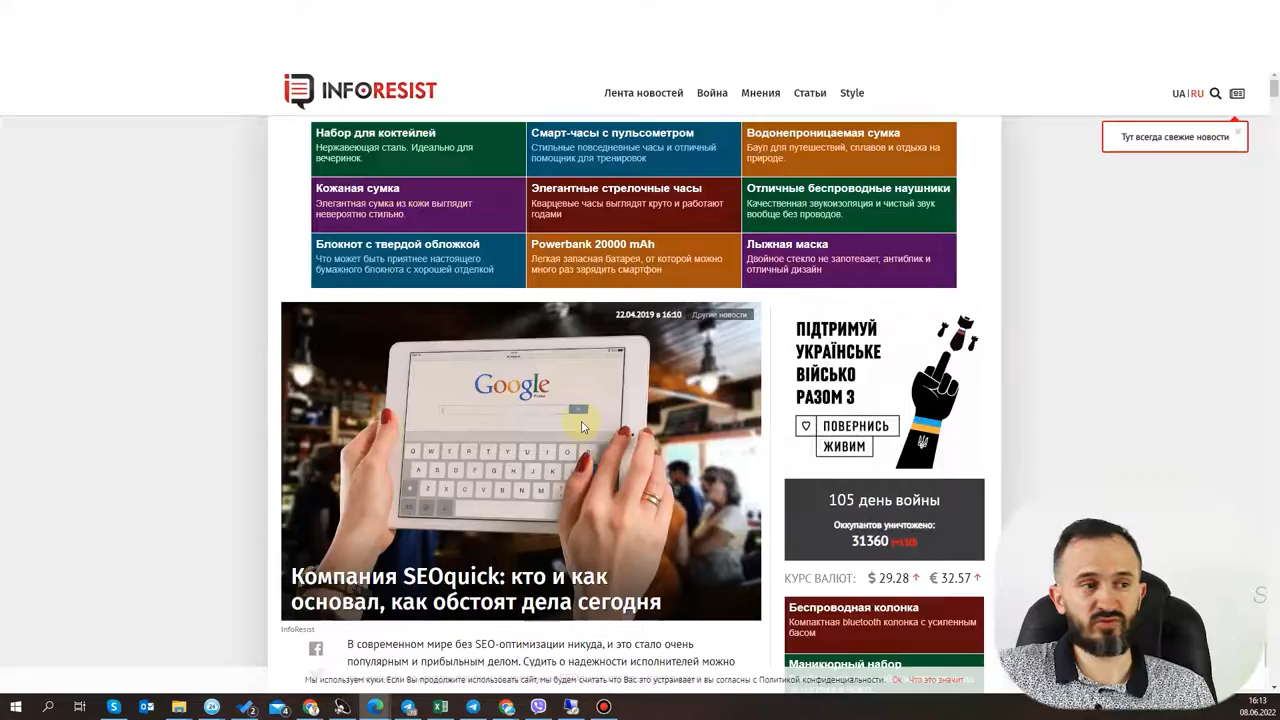 INFORESIST
Лента новостей Война Мнения Статьи Style
UA | RU
Тут всегда свежие новости
Набор для коктейлей
Нержавеющая сталь. Идеально для
вечеринок.
Смарт-часы с пульсометром
Стильные повседневные часы и отличный
помощник для тренировок
Водонепроницаемая сумка
Баул для путешествий, сплавов и отдыха на
природе.
Кожаная сумка
Элегантная сумка из кожи выглядит
невероятно стильно.
Элегантные стрелочные часы
Кварцевые часы выглядят круто и работают
годами
Отличные беспроводные наушники
Качественная звукоизоляция и чистый звук
вообще без проводов.
Блокнот с твердой обложкой
Что может быть приятнее настоящего
бумажного блокнота с хорошей отделкой
Powerbank 20000 mAh
Легкая запасная батарея, от которой можно
много раз зарядить смартфон
Лыжная маска
Двойное стекло не запотевает, антиблик и
отличный дизайн
22.04.2019 в 16:10 Другие новости
Google
Q W E R T Y U I O
A S D F G H J K
Z X C V B N M
Компания SEOquick: кто и как
основал, как обстоят дела сегодня
InfoResist
В современном мире без SEO-оптимизации никуда, и это стало очень
популярным и прибыльным делом. Судить о надежности исполнителей можно
ПІДТРИМУЙ
УКРАЇНСЬКЕ
ВІЙСЬКО
РАЗОМ З
ПОВЕРНИСЬ
ЖИВИМ
105 день войны
Оккупантов уничтожено:
31360
КУРС ВАЛЮТ: $ 29.28 € 32.57
Беспроводная колонка
Компактная bluetooth колонка с усиленным
басом
Маникюрный набор
Мы используем куки. Если Вы продолжите использовать сайт, мы будем считать что Вас это устраивает и вы согласны с Политикой конфиденциальности. Ok Что это значит
16:13
08.06.2022